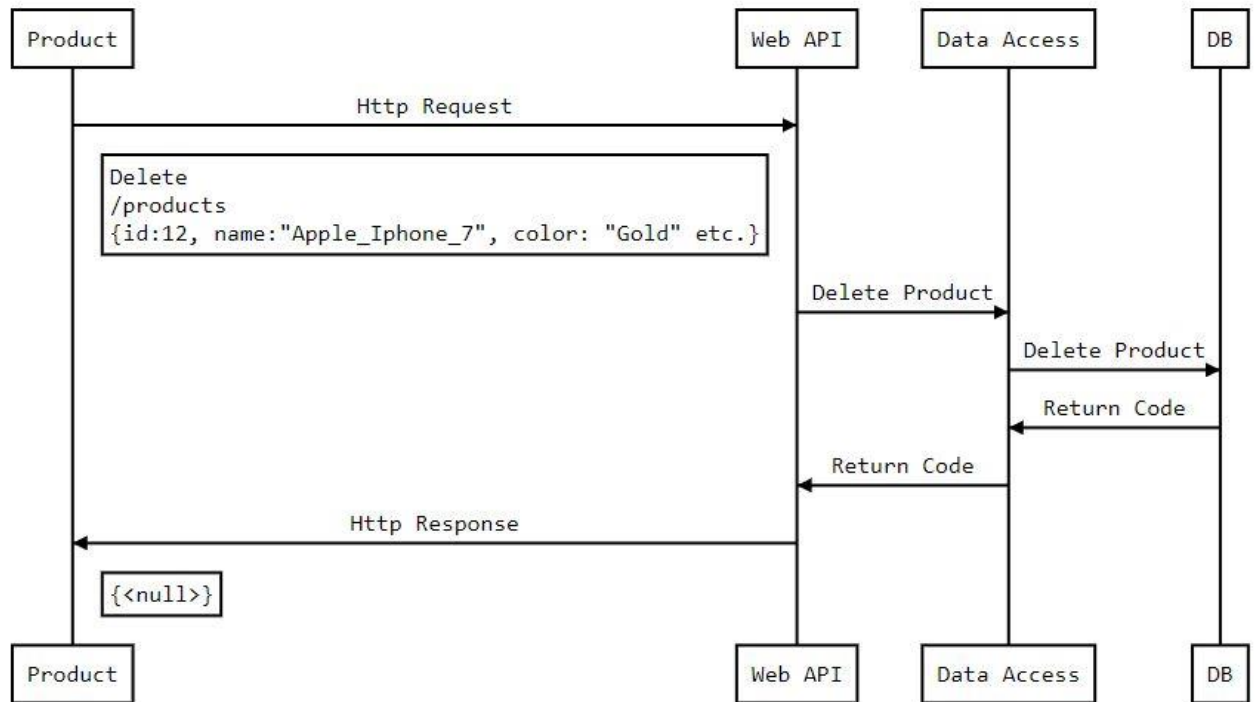 Product
Web API
Data Access
DB
Http Request
Delete
/products
{id:12, name:"Apple_Iphone_7", color: "Gold" etc.}
Delete Product
Delete Product
Return Code
Return Code
Http Response
{<null>}
Product
Web API
Data Access
DB